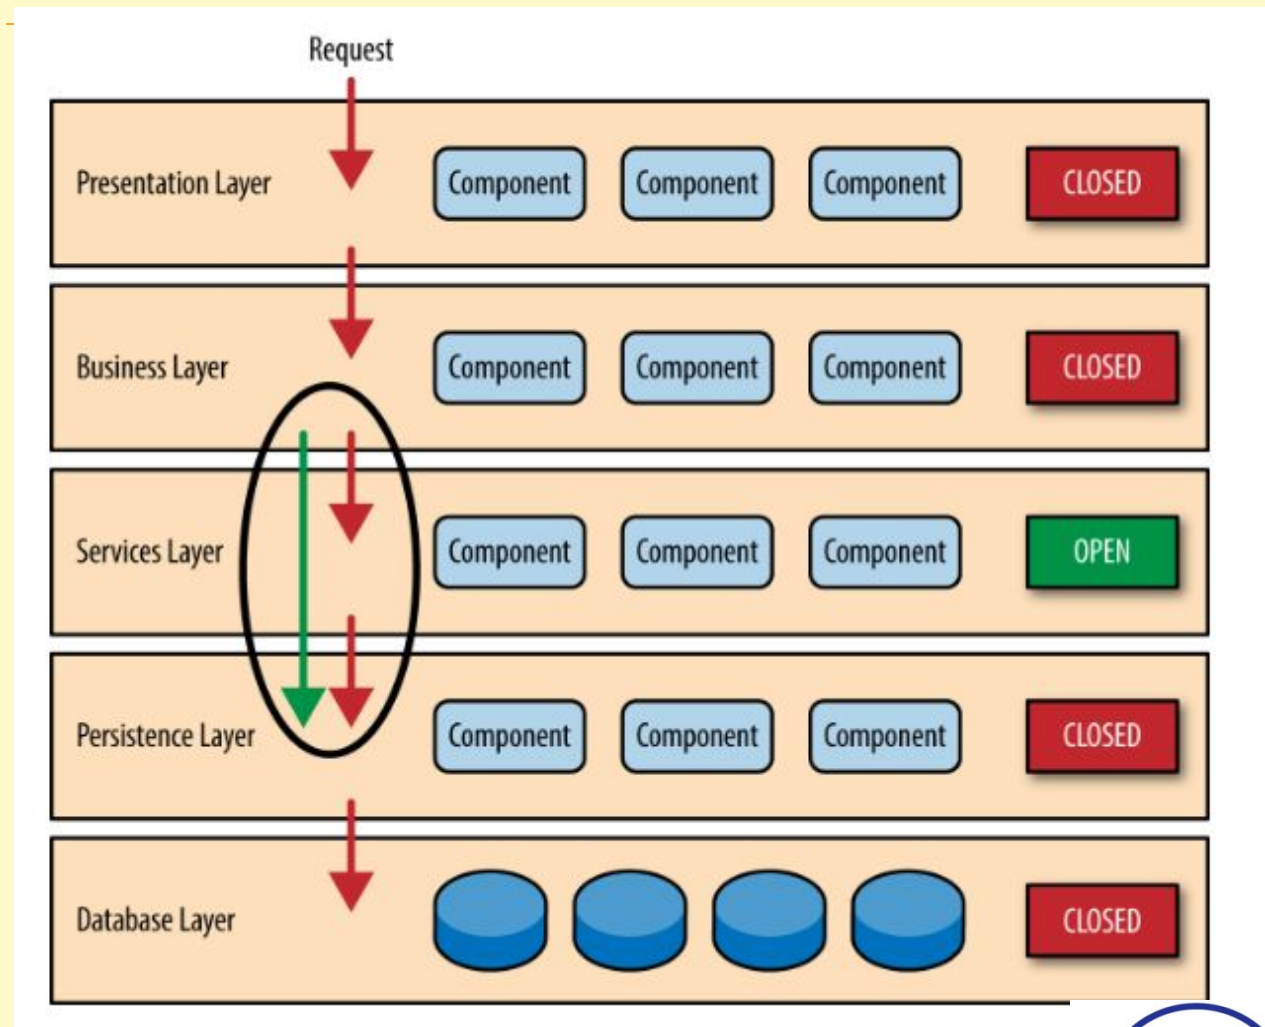 Request
Presentation Layer Component Component Component CLOSED
Business Layer Component Component Component CLOSED
Services Layer Component Component Component OPEN
Persistence Layer Component Component Component CLOSED
Database Layer CLOSED